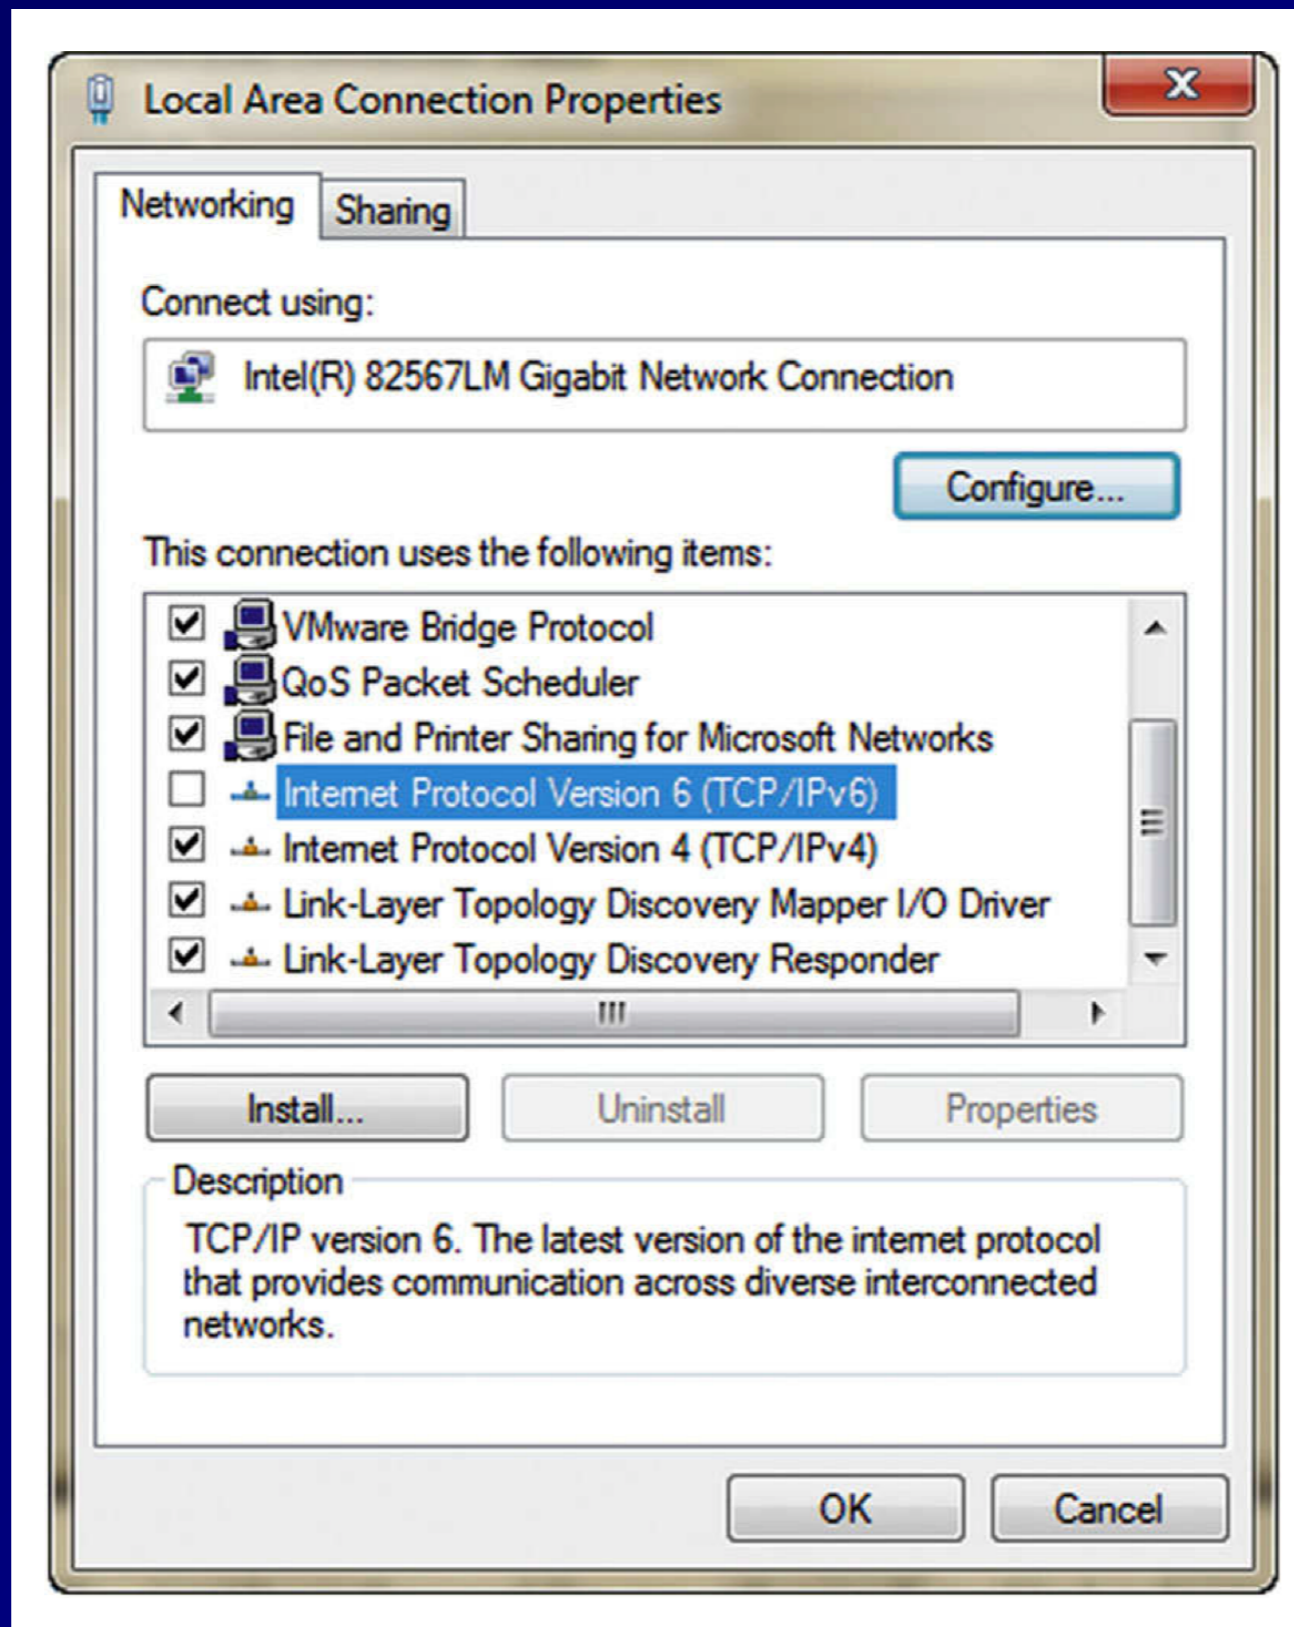 Local Area Connection Properties
Networking
Sharing
Connect using:
Intel(R) 82567LM Gigabit Network Connection
Configure...
This connection uses the following items:
VMware Bridge Protocol
QoS Packet Scheduler
File and Printer Sharing for Microsoft Networks
Internet Protocol Version 6 (TCP/IPv6)
Internet Protocol Version 4 (TCP/IPv4)
Link-Layer Topology Discovery Mapper I/O Driver
Link-Layer Topology Discovery Responder
Install...
Uninstall
Properties
Description
TCP/IP version 6. The latest version of the internet protocol
that provides communication across diverse interconnected
networks.
OK
Cancel